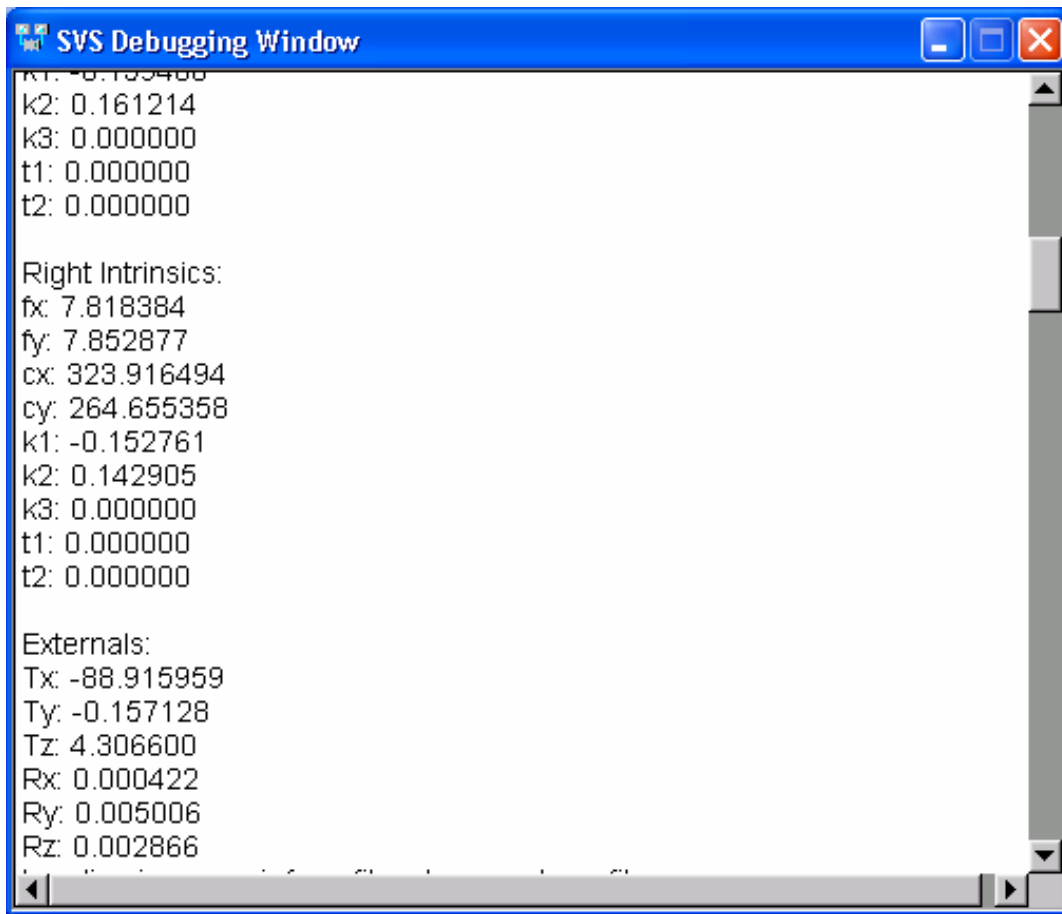 SVS Debugging Window
k2: 0.161214
k3: 0.000000
t1: 0.000000
t2: 0.000000
Right Intrinsics:
fx: 7.818384
fy: 7.852877
cx: 323.916494
cy: 264.655358
k1: -0.152761
k2: 0.142905
k3: 0.000000
t1: 0.000000
t2: 0.000000
Externals:
Tx: -88.915959
Ty: -0.157128
Tz: 4.306600
Rx: 0.000422
Ry: 0.005006
Rz: 0.002866